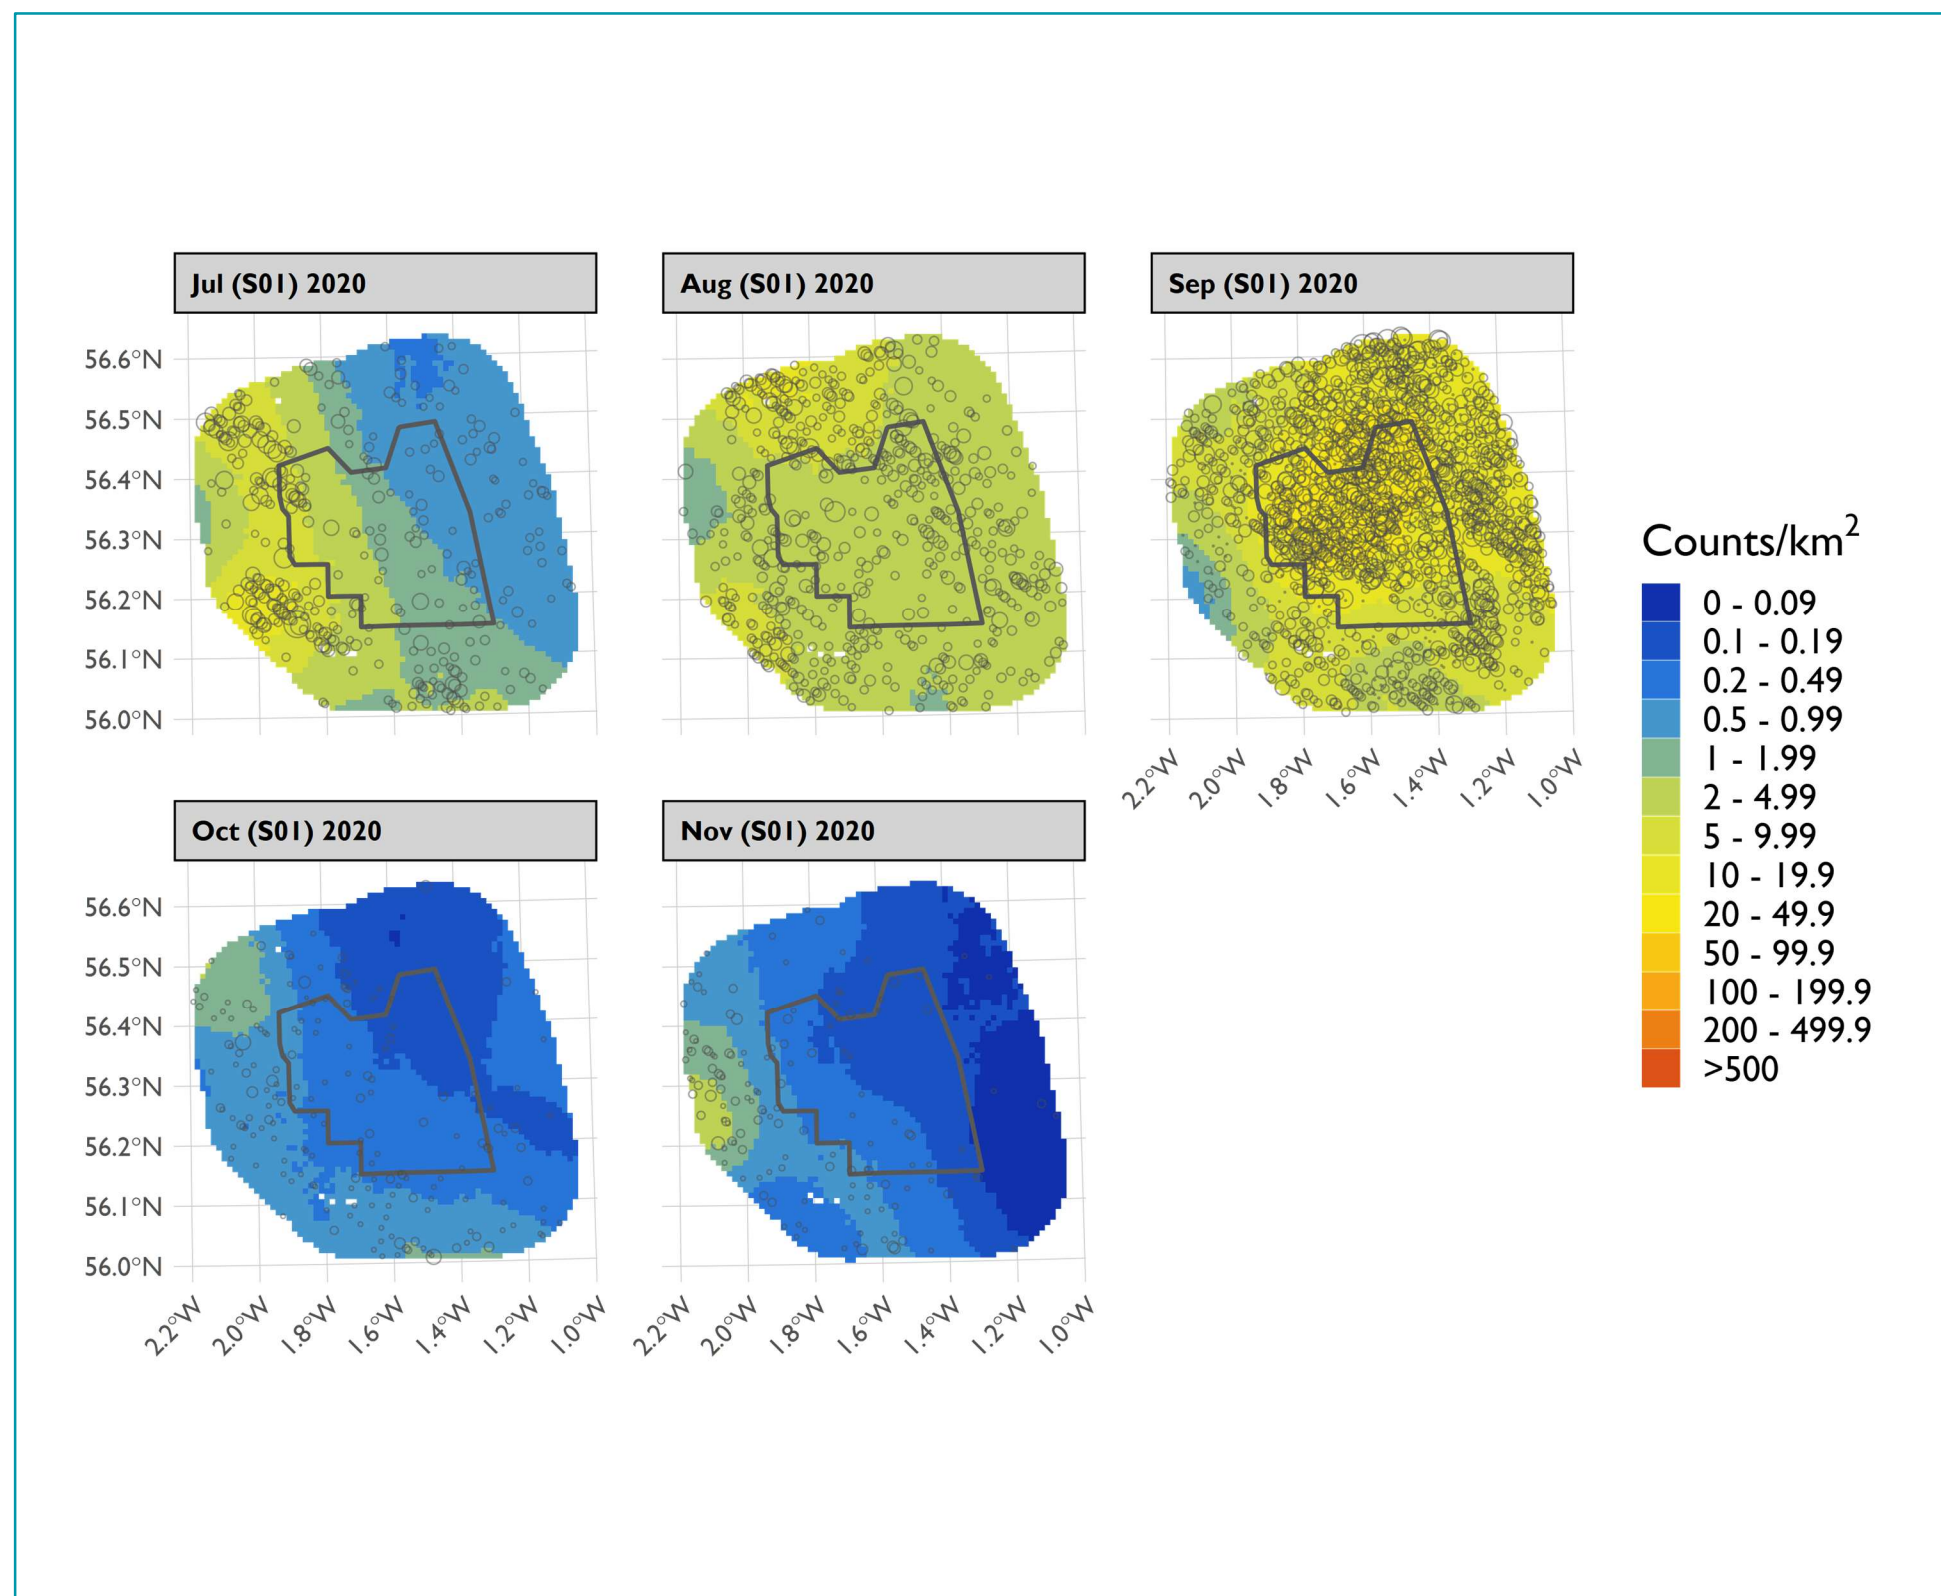 Jul (S01) 2020
Aug (S01) 2020
Sep (S01) 2020
56.6°N
56.5°N
56.4°N
56.3°N
56.2°N
56.1°N
56.0°N
2.2°W
2.0°W
1.8°W
1.6°W
1.4°W
1.2°W
1.0°W
Oct (S01) 2020
Nov (S01) 2020
56.6°N
56.5°N
56.4°N
56.3°N
56.2°N
56.1°N
56.0°N
2.2°W
2.0°W
1.8°W
1.6°W
1.4°W
1.2°W
1.0°W
2.2°W
2.0°W
1.8°W
1.6°W
1.4°W
1.2°W
1.0°W
Counts/km²
0 - 0.09
0.1 - 0.19
0.2 - 0.49
0.5 - 0.99
1 - 1.99
2 - 4.99
5 - 9.99
10 - 19.9
20 - 49.9
50 - 99.9
100 - 199.9
200 - 499.9
>500